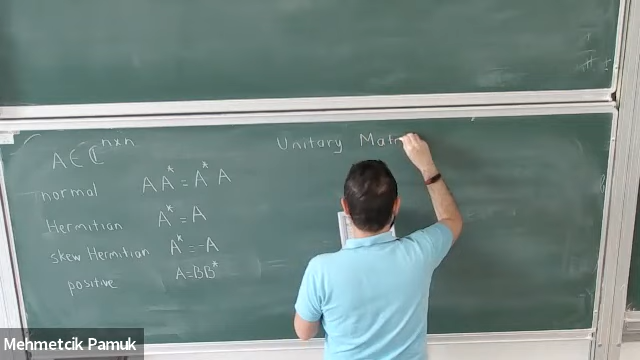 A ∈ ℂ^{n×n}
normal AA* = A*A
Hermitian A* = A
skew Hermitian A* = -A
positive A=BB*
Unitary Mat
Mehmetcik Pamuk